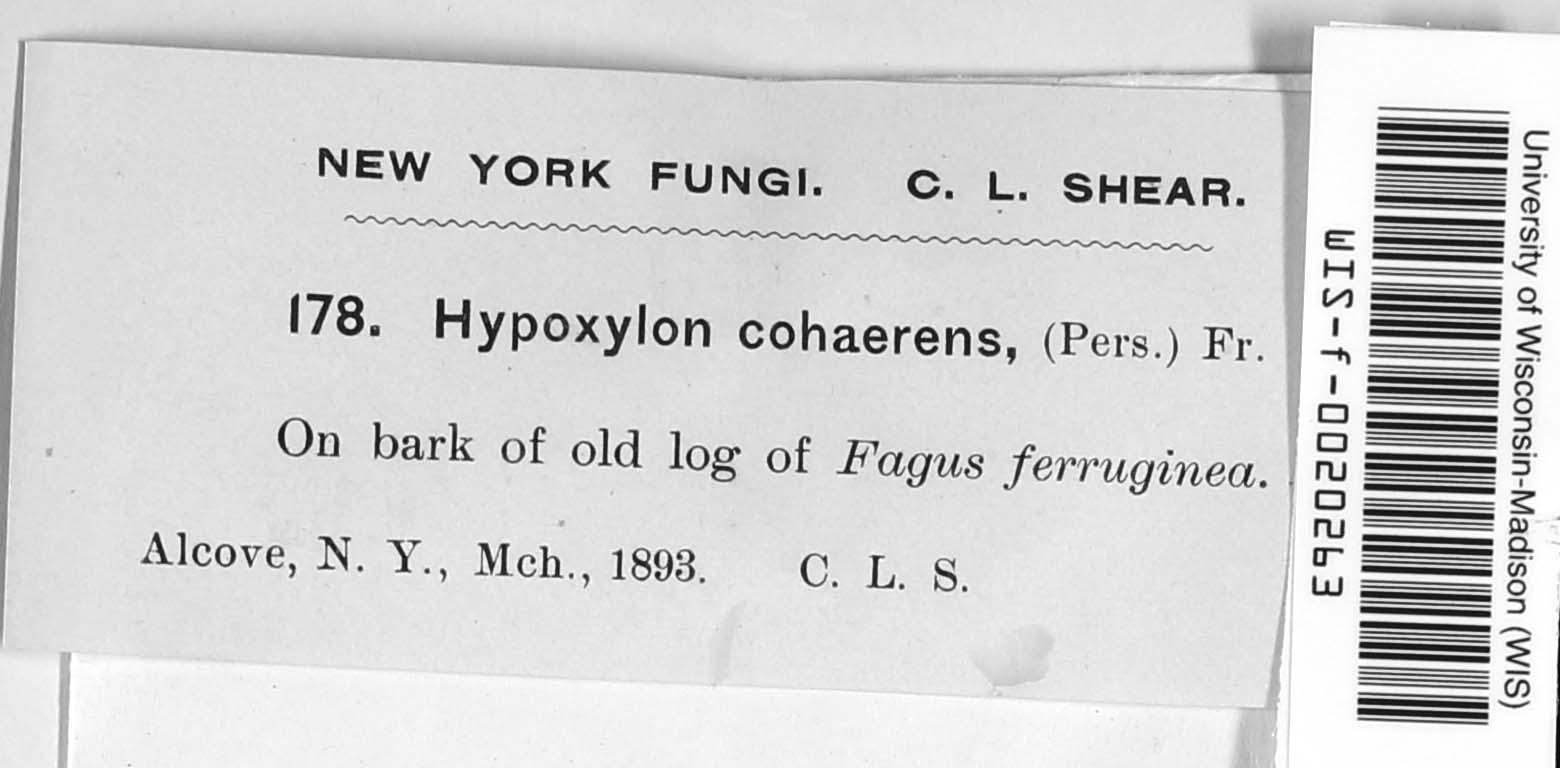 NEW YORK FUNGI. C. L. SHEAR.
178. Hypoxylon cohaerens, (Pers.) Fr.
On bark of old log of Fagus ferruginea.
Alcove, N. Y., Mch., 1893. C. L. S.
University of Wisconsin-Madison (WIS)
WIS-f-0020263